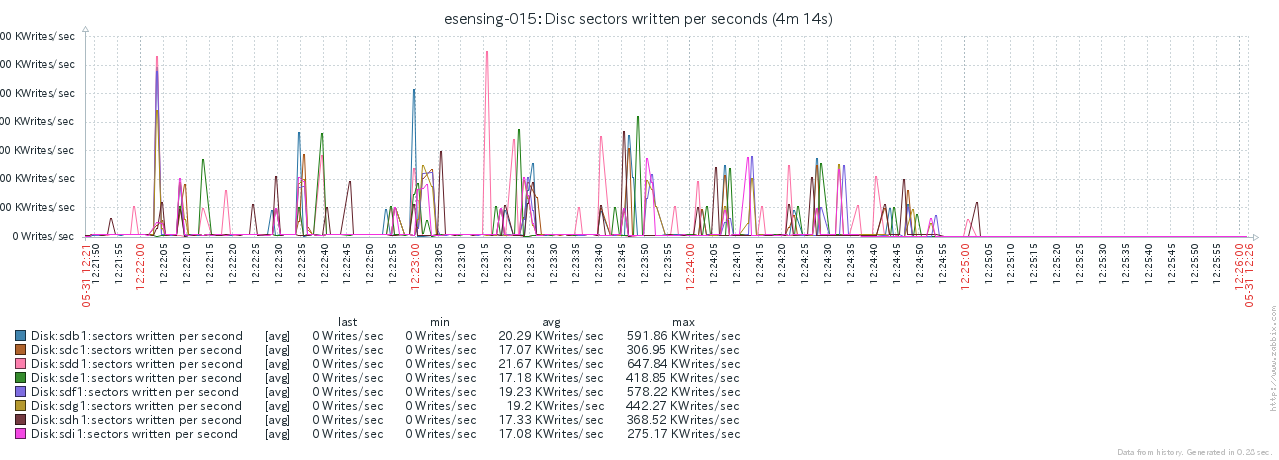 esensing-015: Disc sectors written per seconds (4m 14s)
00 KWrites/sec
00 KWrites/sec
00 KWrites/sec
00 KWrites/sec
00 KWrites/sec
00 KWrites/sec
00 KWrites/sec
0 Writes/sec
05-31 12:21
12:21:50
12:21:55
12:22:00
12:22:05
12:22:10
12:22:15
12:22:20
12:22:25
12:22:30
12:22:35
12:22:40
12:22:45
12:22:50
12:22:55
12:23:00
12:23:05
12:23:10
12:23:15
12:23:20
12:23:25
12:23:30
12:23:35
12:23:40
12:23:45
12:23:50
12:23:55
12:24:00
12:24:05
12:24:10
12:24:15
12:24:20
12:24:25
12:24:30
12:24:35
12:24:40
12:24:45
12:24:50
12:24:55
12:25:00
12:25:05
12:25:10
12:25:15
12:25:20
12:25:25
12:25:30
12:25:35
12:25:40
12:25:45
12:25:50
12:25:55
12:26:00
05-31 12:26
last min avg max
Disk:sdb1:sectors written per second [avg] 0 Writes/sec 0 Writes/sec 20.29 KWrites/sec 591.86 KWrites/sec
Disk:sdc1:sectors written per second [avg] 0 Writes/sec 0 Writes/sec 17.07 KWrites/sec 306.95 KWrites/sec
Disk:sdd1:sectors written per second [avg] 0 Writes/sec 0 Writes/sec 21.67 KWrites/sec 647.84 KWrites/sec
Disk:sde1:sectors written per second [avg] 0 Writes/sec 0 Writes/sec 17.18 KWrites/sec 418.85 KWrites/sec
Disk:sdf1:sectors written per second [avg] 0 Writes/sec 0 Writes/sec 19.23 KWrites/sec 578.22 KWrites/sec
Disk:sdg1:sectors written per second [avg] 0 Writes/sec 0 Writes/sec 19.2 KWrites/sec 442.27 KWrites/sec
Disk:sdh1:sectors written per second [avg] 0 Writes/sec 0 Writes/sec 17.33 KWrites/sec 368.52 KWrites/sec
Disk:sdi1:sectors written per second [avg] 0 Writes/sec 0 Writes/sec 17.08 KWrites/sec 275.17 KWrites/sec
http://www.zabbix.com
Data from history. Generated in 0.28 sec.